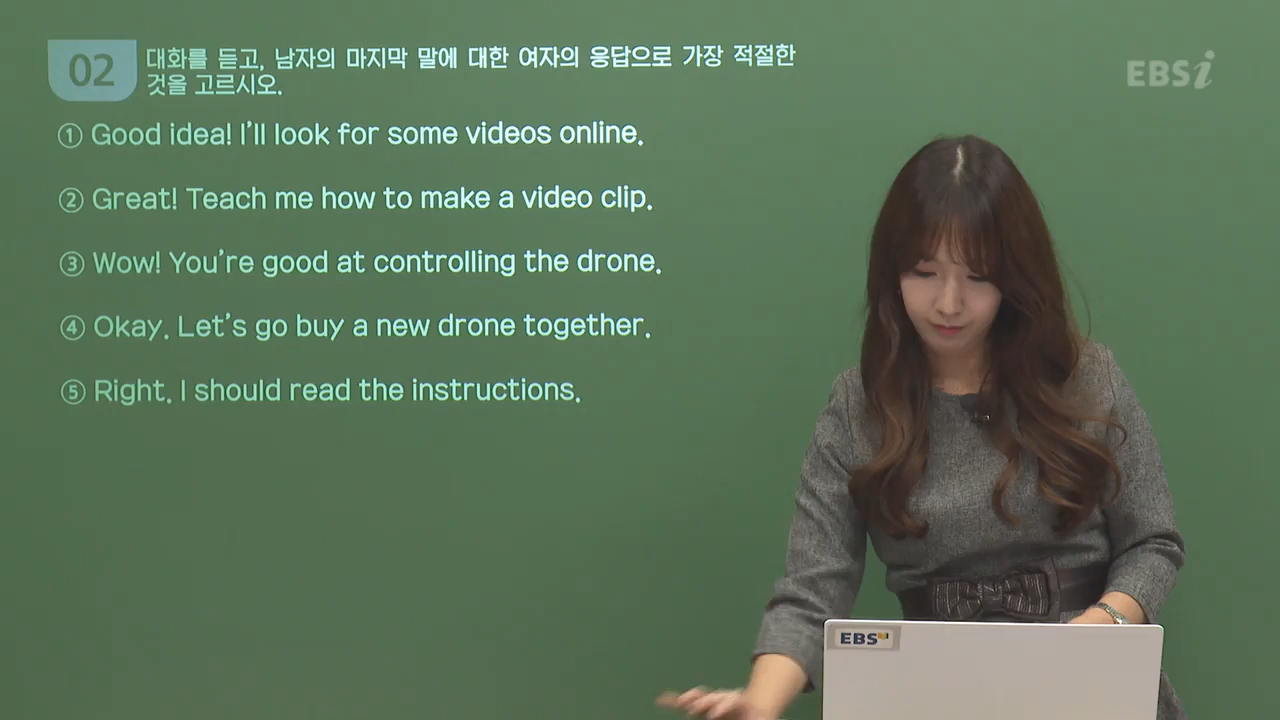 02
대화를 듣고, 남자의 마지막 말에 대한 여자의 응답으로 가장 적절한
것을 고르시오.
EBSi
① Good idea! I'll look for some videos online.
② Great! Teach me how to make a video clip.
③ Wow! You're good at controlling the drone.
④ Okay. Let's go buy a new drone together.
⑤ Right. I should read the instructions.
EBS